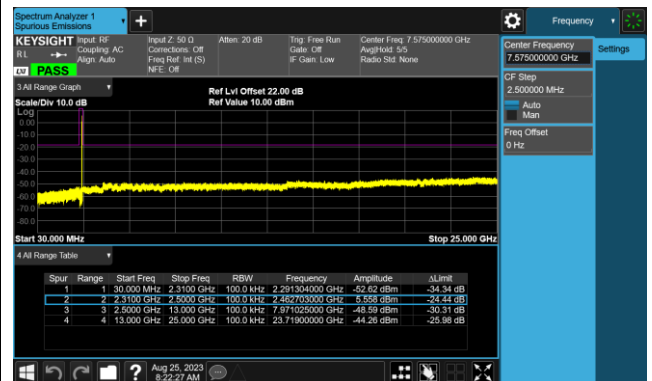 Spectrum Analyzer 1
Spurious Emissions
Frequency
KEYSIGHT
Input: RF
Coupling: AC
Align: Auto
Input Z: 50 Ω
Corrections: Off
Freq Ref: Int (S)
NFE: Off
Atten: 20 dB
Trig: Free Run
Gate: Off
IF Gain: Low
Center Freq: 7.575000000 GHz
Avg|Hold: 5/5
Radio Std: None
R L
LXI PASS
Center Frequency
7.575000000 GHz
Settings
CF Step
2.500000 MHz
Auto
Man
Freq Offset
0 Hz
3 All Range Graph
Scale/Div 10.0 dB
Ref Lvl Offset 22.00 dB
Ref Value 10.00 dBm
Log
0.00
-10.0
-20.0
-30.0
-40.0
-50.0
-60.0
-70.0
-80.0
Start 30.000 MHz
Stop 25.000 GHz
4 All Range Table
Spur Range Start Freq Stop Freq RBW Frequency Amplitude ΔLimit
1 1 30.000 MHz 2.3100 GHz 100.0 kHz 2.291304000 GHz -52.62 dBm -34.34 dB
2 2 2.3100 GHz 2.5000 GHz 100.0 kHz 2.462703000 GHz 5.558 dBm -24.44 dB
3 3 2.5000 GHz 13.000 GHz 100.0 kHz 7.971025000 GHz -48.59 dBm -30.31 dB
4 4 13.000 GHz 25.000 GHz 100.0 kHz 23.71900000 GHz -44.26 dBm -25.98 dB
Aug 25, 2023
8:22:27 AM